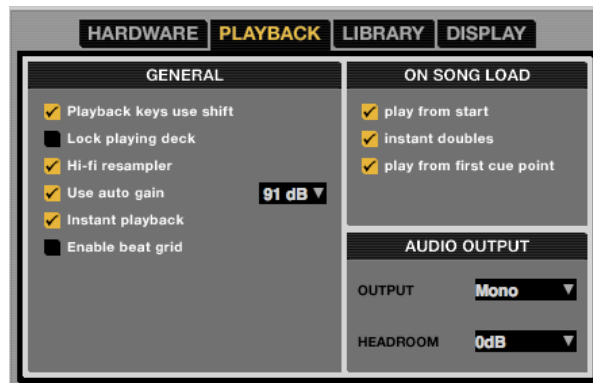 HARDWARE PLAYBACK LIBRARY DISPLAY
GENERAL
Playback keys use shift
Lock playing deck
Hi-fi resampler
Use auto gain 91 dB
Instant playback
Enable beat grid
ON SONG LOAD
play from start
instant doubles
play from first cue point
AUDIO OUTPUT
OUTPUT Mono
HEADROOM 0dB